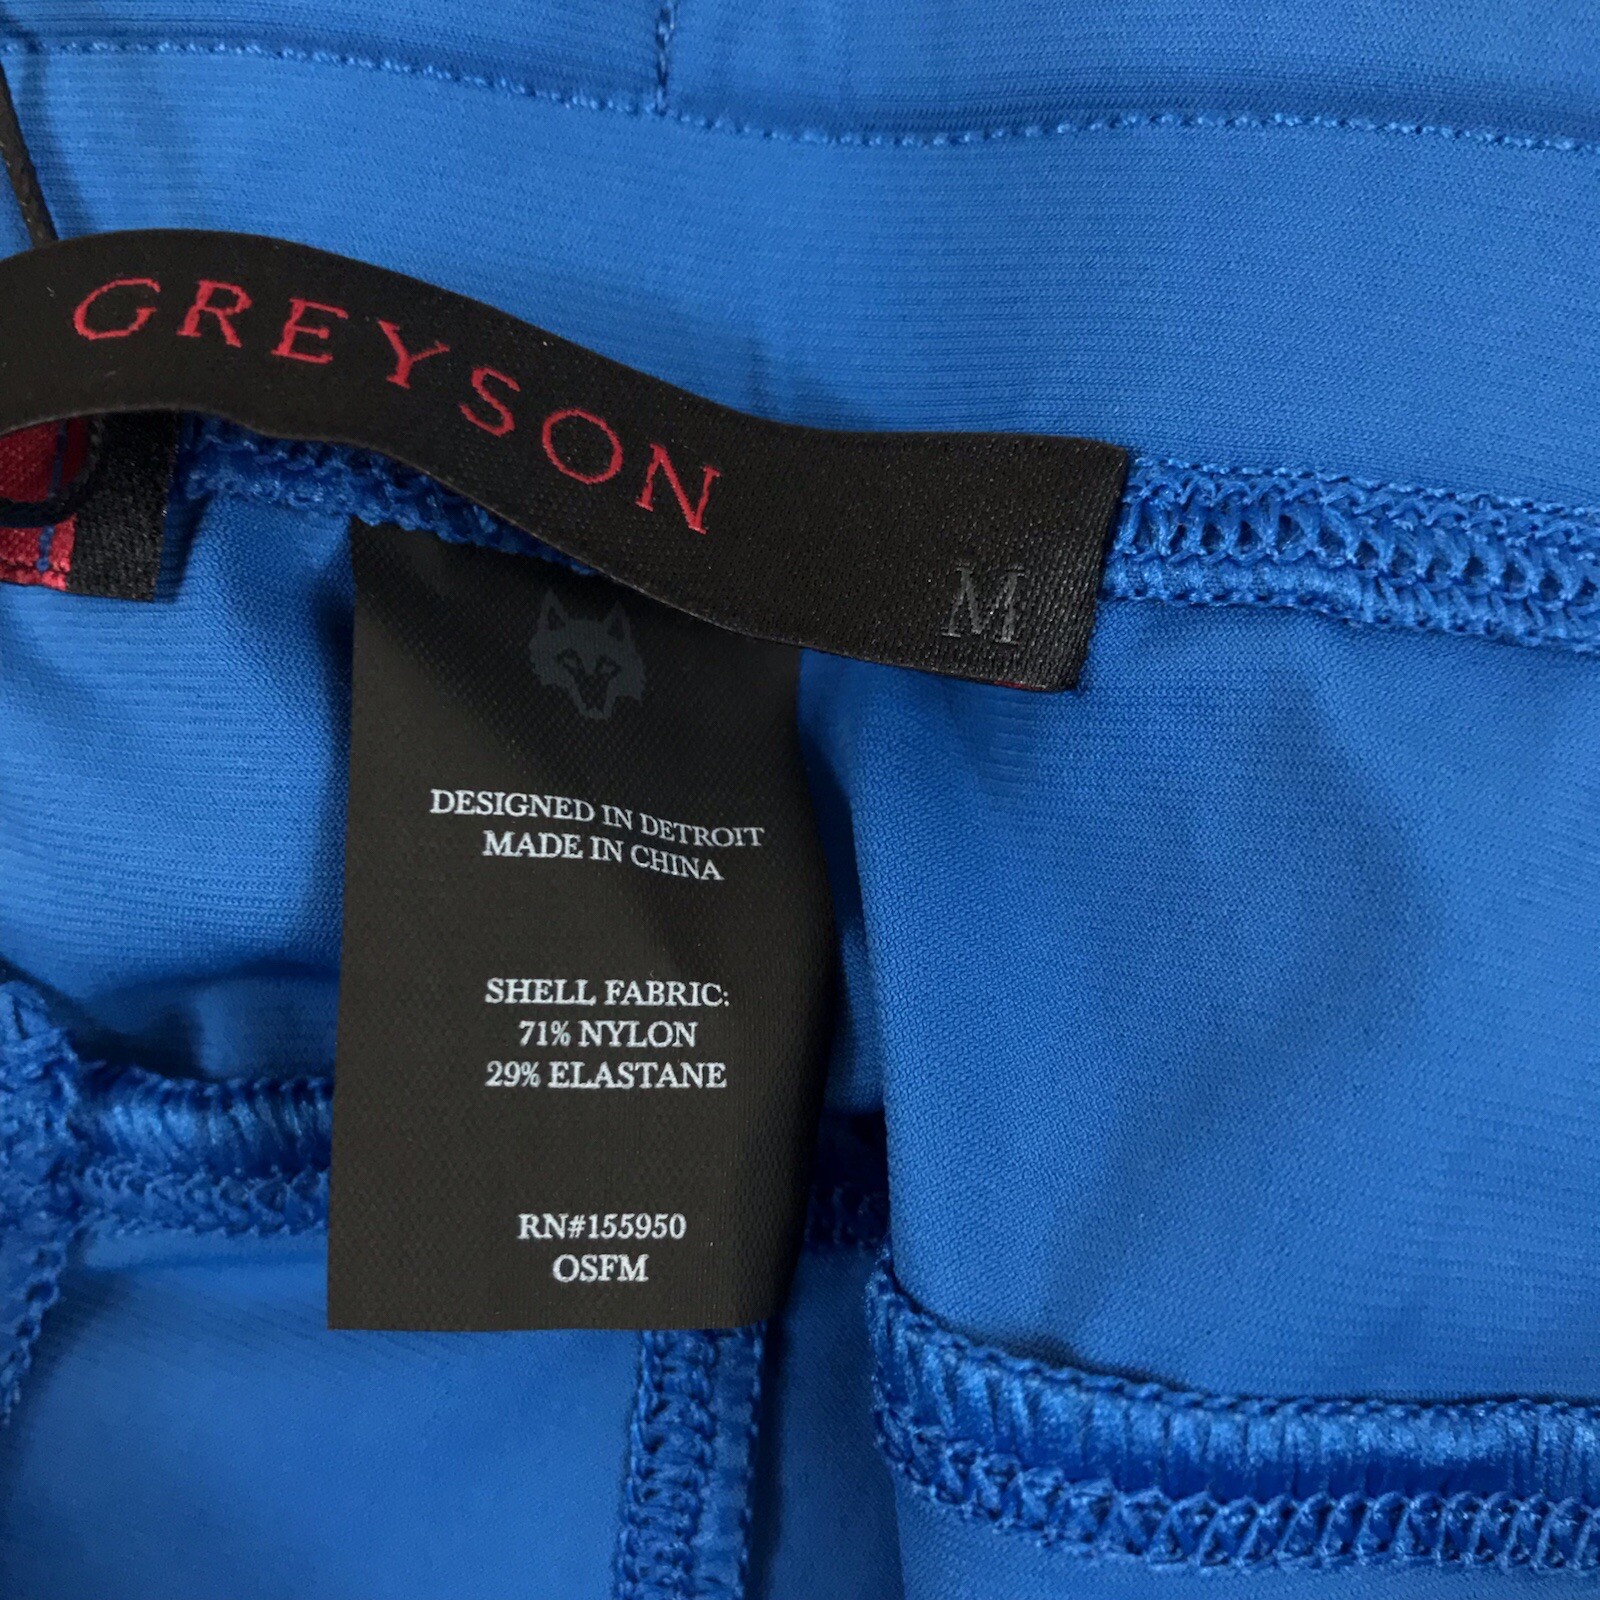 GREYSON
M
DESIGNED IN DETROIT
MADE IN CHINA
SHELL FABRIC:
71% NYLON
29% ELASTANE
RN#155950
OSFM